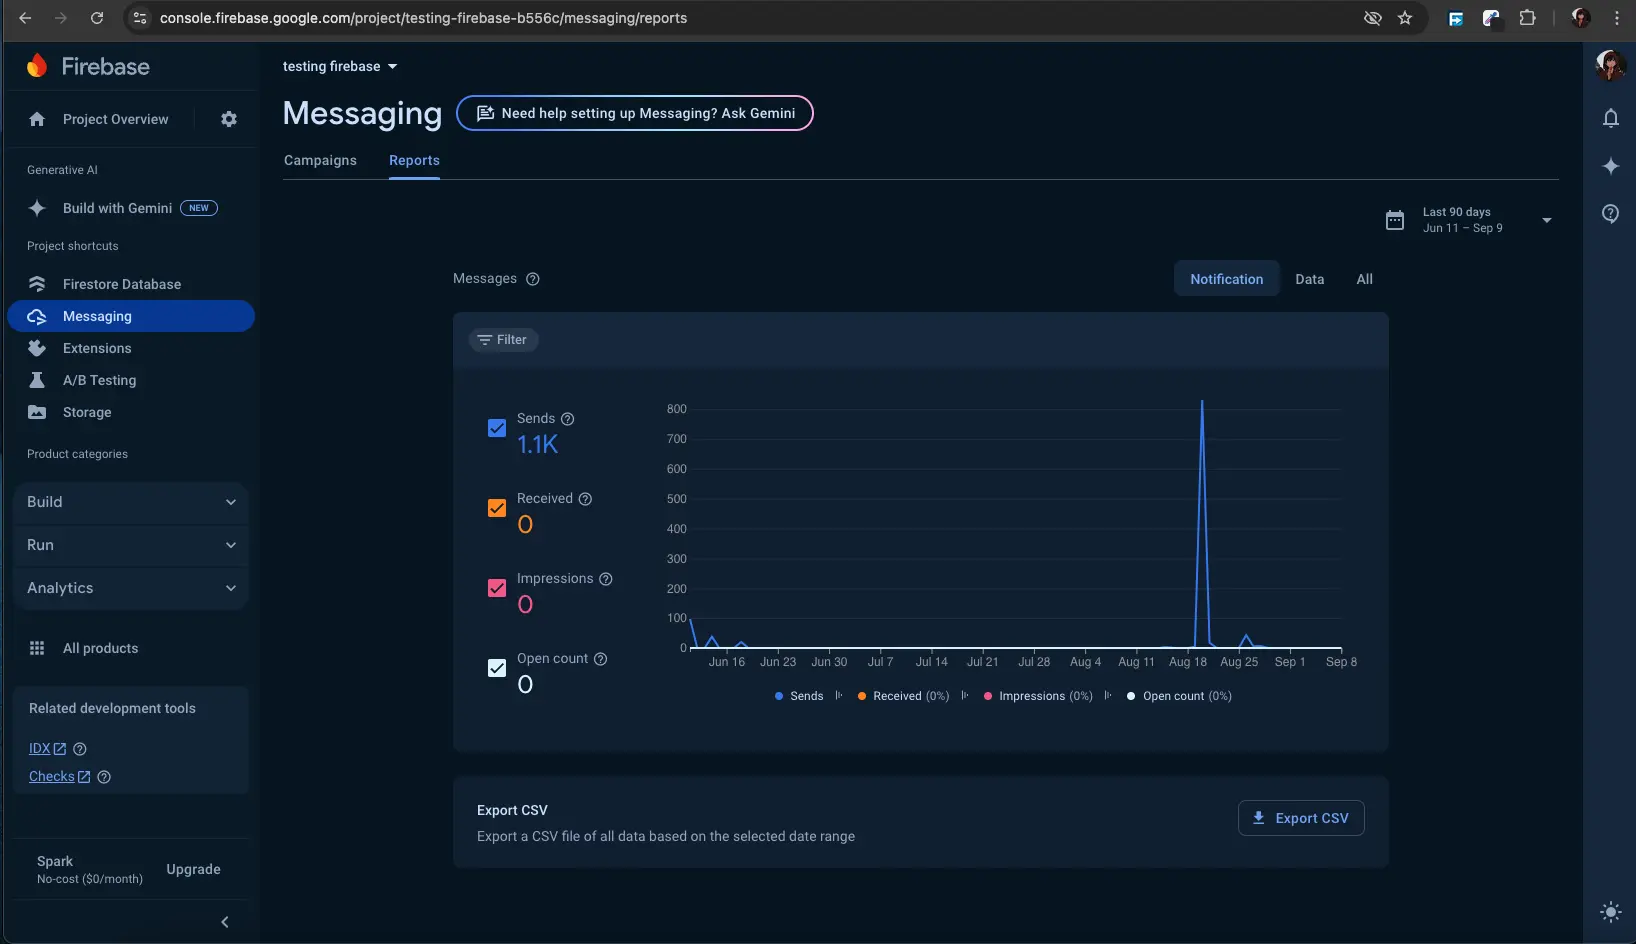 console.firebase.google.com/project/testing-firebase-b556c/messaging/reports
Firebase
Project Overview
Generative AI
Build with Gemini NEW
Project shortcuts
Firestore Database
Messaging
Extensions
A/B Testing
Storage
Product categories
Build
Run
Analytics
All products
Related development tools
IDX
Checks
Spark
No-cost ($0/month)
Upgrade
testing firebase
Messaging
Need help setting up Messaging? Ask Gemini
Campaigns Reports
Last 90 days
Jun 11 – Sep 9
Messages
Notification Data All
Filter
Sends
1.1K
Received
0
Impressions
0
Open count
0
800
700
600
500
400
300
200
100
0
Jun 16 Jun 23 Jun 30 Jul 7 Jul 14 Jul 21 Jul 28 Aug 4 Aug 11 Aug 18 Aug 25 Sep 1 Sep 8
Sends Received (0%) Impressions (0%) Open count (0%)
Export CSV
Export a CSV file of all data based on the selected date range
Export CSV